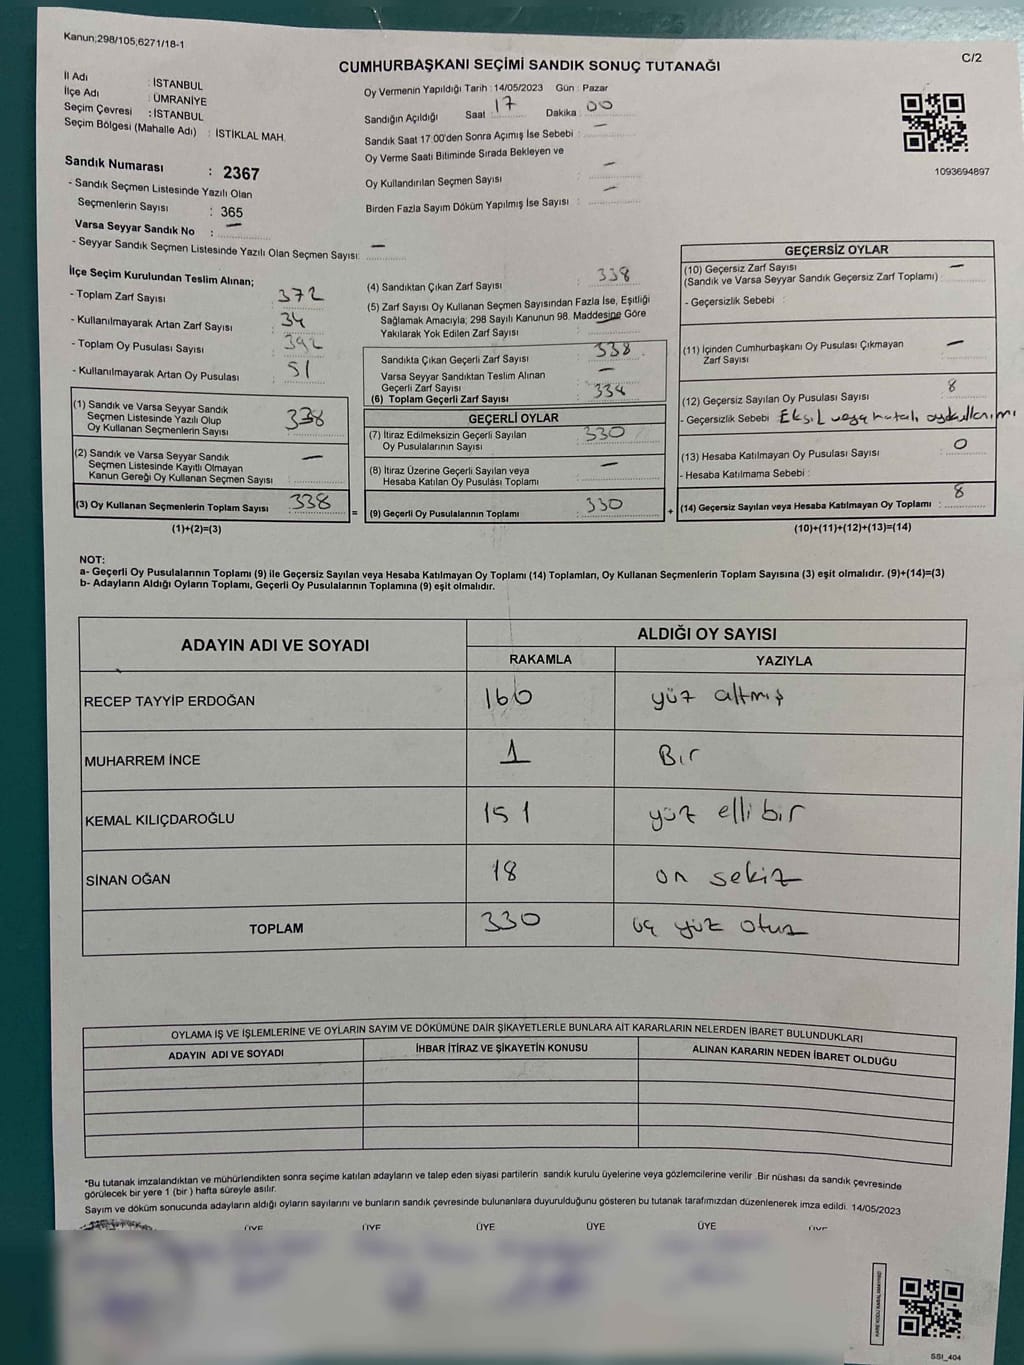 Kanun;298/105;6271/18-1
C/2
CUMHURBAŞKANI SEÇİMİ SANDIK SONUÇ TUTANAĞI
İl Adı : İSTANBUL
İlçe Adı : ÜMRANİYE
Seçim Çevresi : İSTANBUL
Seçim Bölgesi (Mahalle Adı) : İSTİKLAL MAH.
Sandık Numarası : 2367
- Sandık Seçmen Listesinde Yazılı Olan
Seçmenlerin Sayısı : 365
Varsa Seyyar Sandık No : —
- Seyyar Sandık Seçmen Listesinde Yazılı Olan Seçmen Sayısı: —
Oy Vermenin Yapıldığı Tarih : 14/05/2023 Gün : Pazar
Sandığın Açıldığı Saat 17 Dakika 00
Sandık Saat 17:00'den Sonra Açımış İse Sebebi : —
Oy Verme Saati Bitiminde Sırada Bekleyen ve
Oy Kullandırılan Seçmen Sayısı : —
Birden Fazla Sayım Döküm Yapılmış İse Sayısı : —
1093694897
İlçe Seçim Kurulundan Teslim Alınan;
- Toplam Zarf Sayısı : 372
- Kullanılmayarak Artan Zarf Sayısı : 34
- Toplam Oy Pusulası Sayısı : 392
- Kullanılmayarak Artan Oy Pusulası : 51
(1) Sandık ve Varsa Seyyar Sandık
Seçmen Listesinde Yazılı Olup
Oy Kullanan Seçmenlerin Sayısı : 338
(2) Sandık ve Varsa Seyyar Sandık
Seçmen Listesinde Kayıtlı Olmayan
Kanun Gereği Oy Kullanan Seçmen Sayısı : —
(3) Oy Kullanan Seçmenlerin Toplam Sayısı : 338
(1)+(2)=(3)
(4) Sandıktan Çıkan Zarf Sayısı : 338
(5) Zarf Sayısı Oy Kullanan Seçmen Sayısından Fazla İse, Eşitliği
Sağlamak Amacıyla; 298 Sayılı Kanunun 98. Maddesine Göre
Yakılarak Yok Edilen Zarf Sayısı : —
Sandıkta Çıkan Geçerli Zarf Sayısı : 338
Varsa Seyyar Sandıktan Teslim Alınan
Geçerli Zarf Sayısı : —
(6) Toplam Geçerli Zarf Sayısı : 338
GEÇERLİ OYLAR
(7) İtiraz Edilmeksizin Geçerli Sayılan
Oy Pusulalarının Sayısı : 330
(8) İtiraz Üzerine Geçerli Sayılan veya
Hesaba Katılan Oy Pusulası Toplamı : —
= (9) Geçerli Oy Pusulalarının Toplamı : 330 +
GEÇERSİZ OYLAR
(10) Geçersiz Zarf Sayısı : —
(Sandık ve Varsa Seyyar Sandık Geçersiz Zarf Toplamı)
- Geçersizlik Sebebi :
(11) İçinden Cumhurbaşkanı Oy Pusulası Çıkmayan
Zarf Sayısı : —
(12) Geçersiz Sayılan Oy Pusulası Sayısı : 8
- Geçersizlik Sebebi Eksil veya hatalı oy kullanımı
(13) Hesaba Katılmayan Oy Pusulası Sayısı : 0
- Hesaba Katılmama Sebebi :
(14) Geçersiz Sayılan veya Hesaba Katılmayan Oy Toplamı : 8
(10)+(11)+(12)+(13)=(14)
NOT:
a- Geçerli Oy Pusulalarının Toplamı (9) ile Geçersiz Sayılan veya Hesaba Katılmayan Oy Toplamı (14) Toplamları, Oy Kullanan Seçmenlerin Toplam Sayısına (3) eşit olmalıdır. (9)+(14)=(3)
b- Adayların Aldığı Oyların Toplamı, Geçerli Oy Pusulalarının Toplamına (9) eşit olmalıdır.
ADAYIN ADI VE SOYADI
ALDIĞI OY SAYISI
RAKAMLA YAZIYLA
RECEP TAYYİP ERDOĞAN 160 yüz altmış
MUHARREM İNCE 1 Bir
KEMAL KILIÇDAROĞLU 151 yüz elli bir
SİNAN OĞAN 18 on sekiz
TOPLAM 330 üç yüz otuz
OYLAMA İŞ VE İŞLEMLERİNE VE OYLARIN SAYIM VE DÖKÜMÜNE DAİR ŞİKAYETLERLE BUNLARA AİT KARARLARIN NELERDEN İBARET BULUNDUKLARI
ADAYIN ADI VE SOYADI İHBAR İTİRAZ VE ŞİKAYETİN KONUSU ALINAN KARARIN NEDEN İBARET OLDUĞU
*Bu tutanak imzalandıktan ve mühürlendikten sonra seçime katılan adayların ve talep eden siyasi partilerin sandık kurulu üyelerine veya gözlemcilerine verilir .Bir nüshası da sandık çevresinde
görülecek bir yere 1 (bir ) hafta süreyle asılır.
Sayım ve döküm sonucunda adayların aldığı oyların sayılarını ve bunların sandık çevresinde bulunanlara duyurulduğunu gösteren bu tutanak tarafımızdan düzenlenerek imza edildi. 14/05/2023
ÜYE ÜYE ÜYE ÜYE ÜYE ÜYE
SSI_404